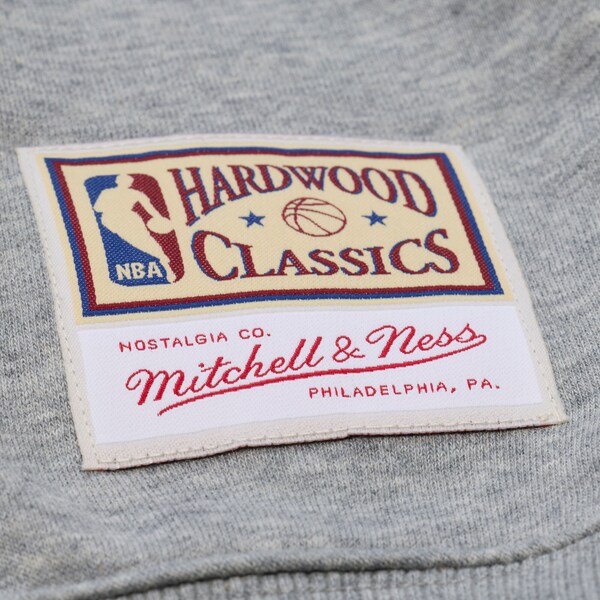 HARDWOOD
CLASSICS
NBA
NOSTALGIA CO.
Mitchell & Ness
PHILADELPHIA, PA.